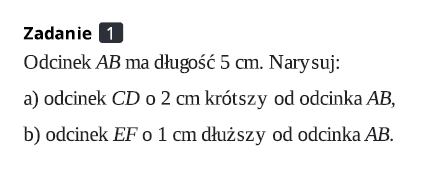 Zadanie 1
Odcinek AB ma długość 5 cm. Narysuj:
a) odcinek CD o 2 cm krótszy od odcinka AB,
b) odcinek EF o 1 cm dłuższy od odcinka AB.